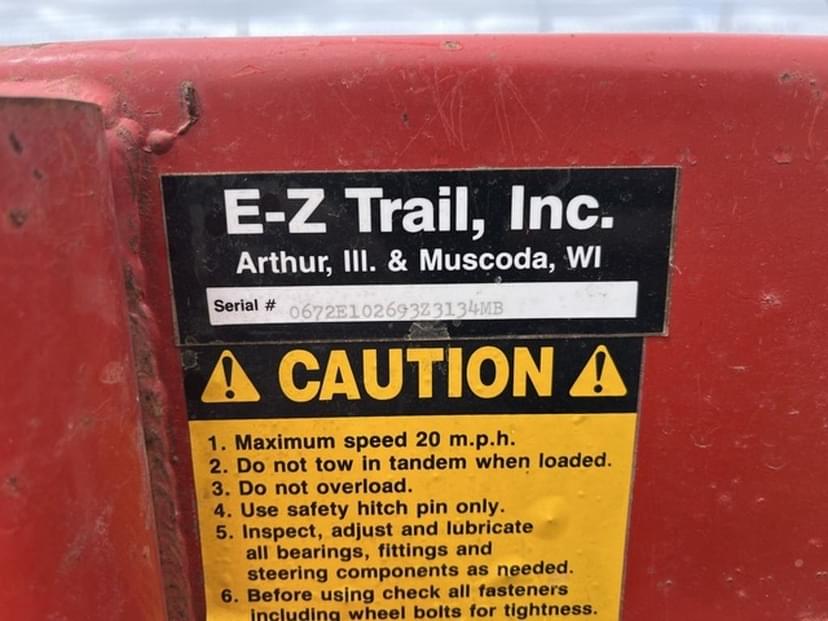 E-Z Trail, Inc.
Arthur, Ill. & Muscoda, WI
Serial # 0672E102693Z3134MB
CAUTION
1. Maximum speed 20 m.p.h.
2. Do not tow in tandem when loaded.
3. Do not overload.
4. Use safety hitch pin only.
5. Inspect, adjust and lubricate
all bearings, fittings and
steering components as needed.
6. Before using check all fasteners
including wheel bolts for tightness.